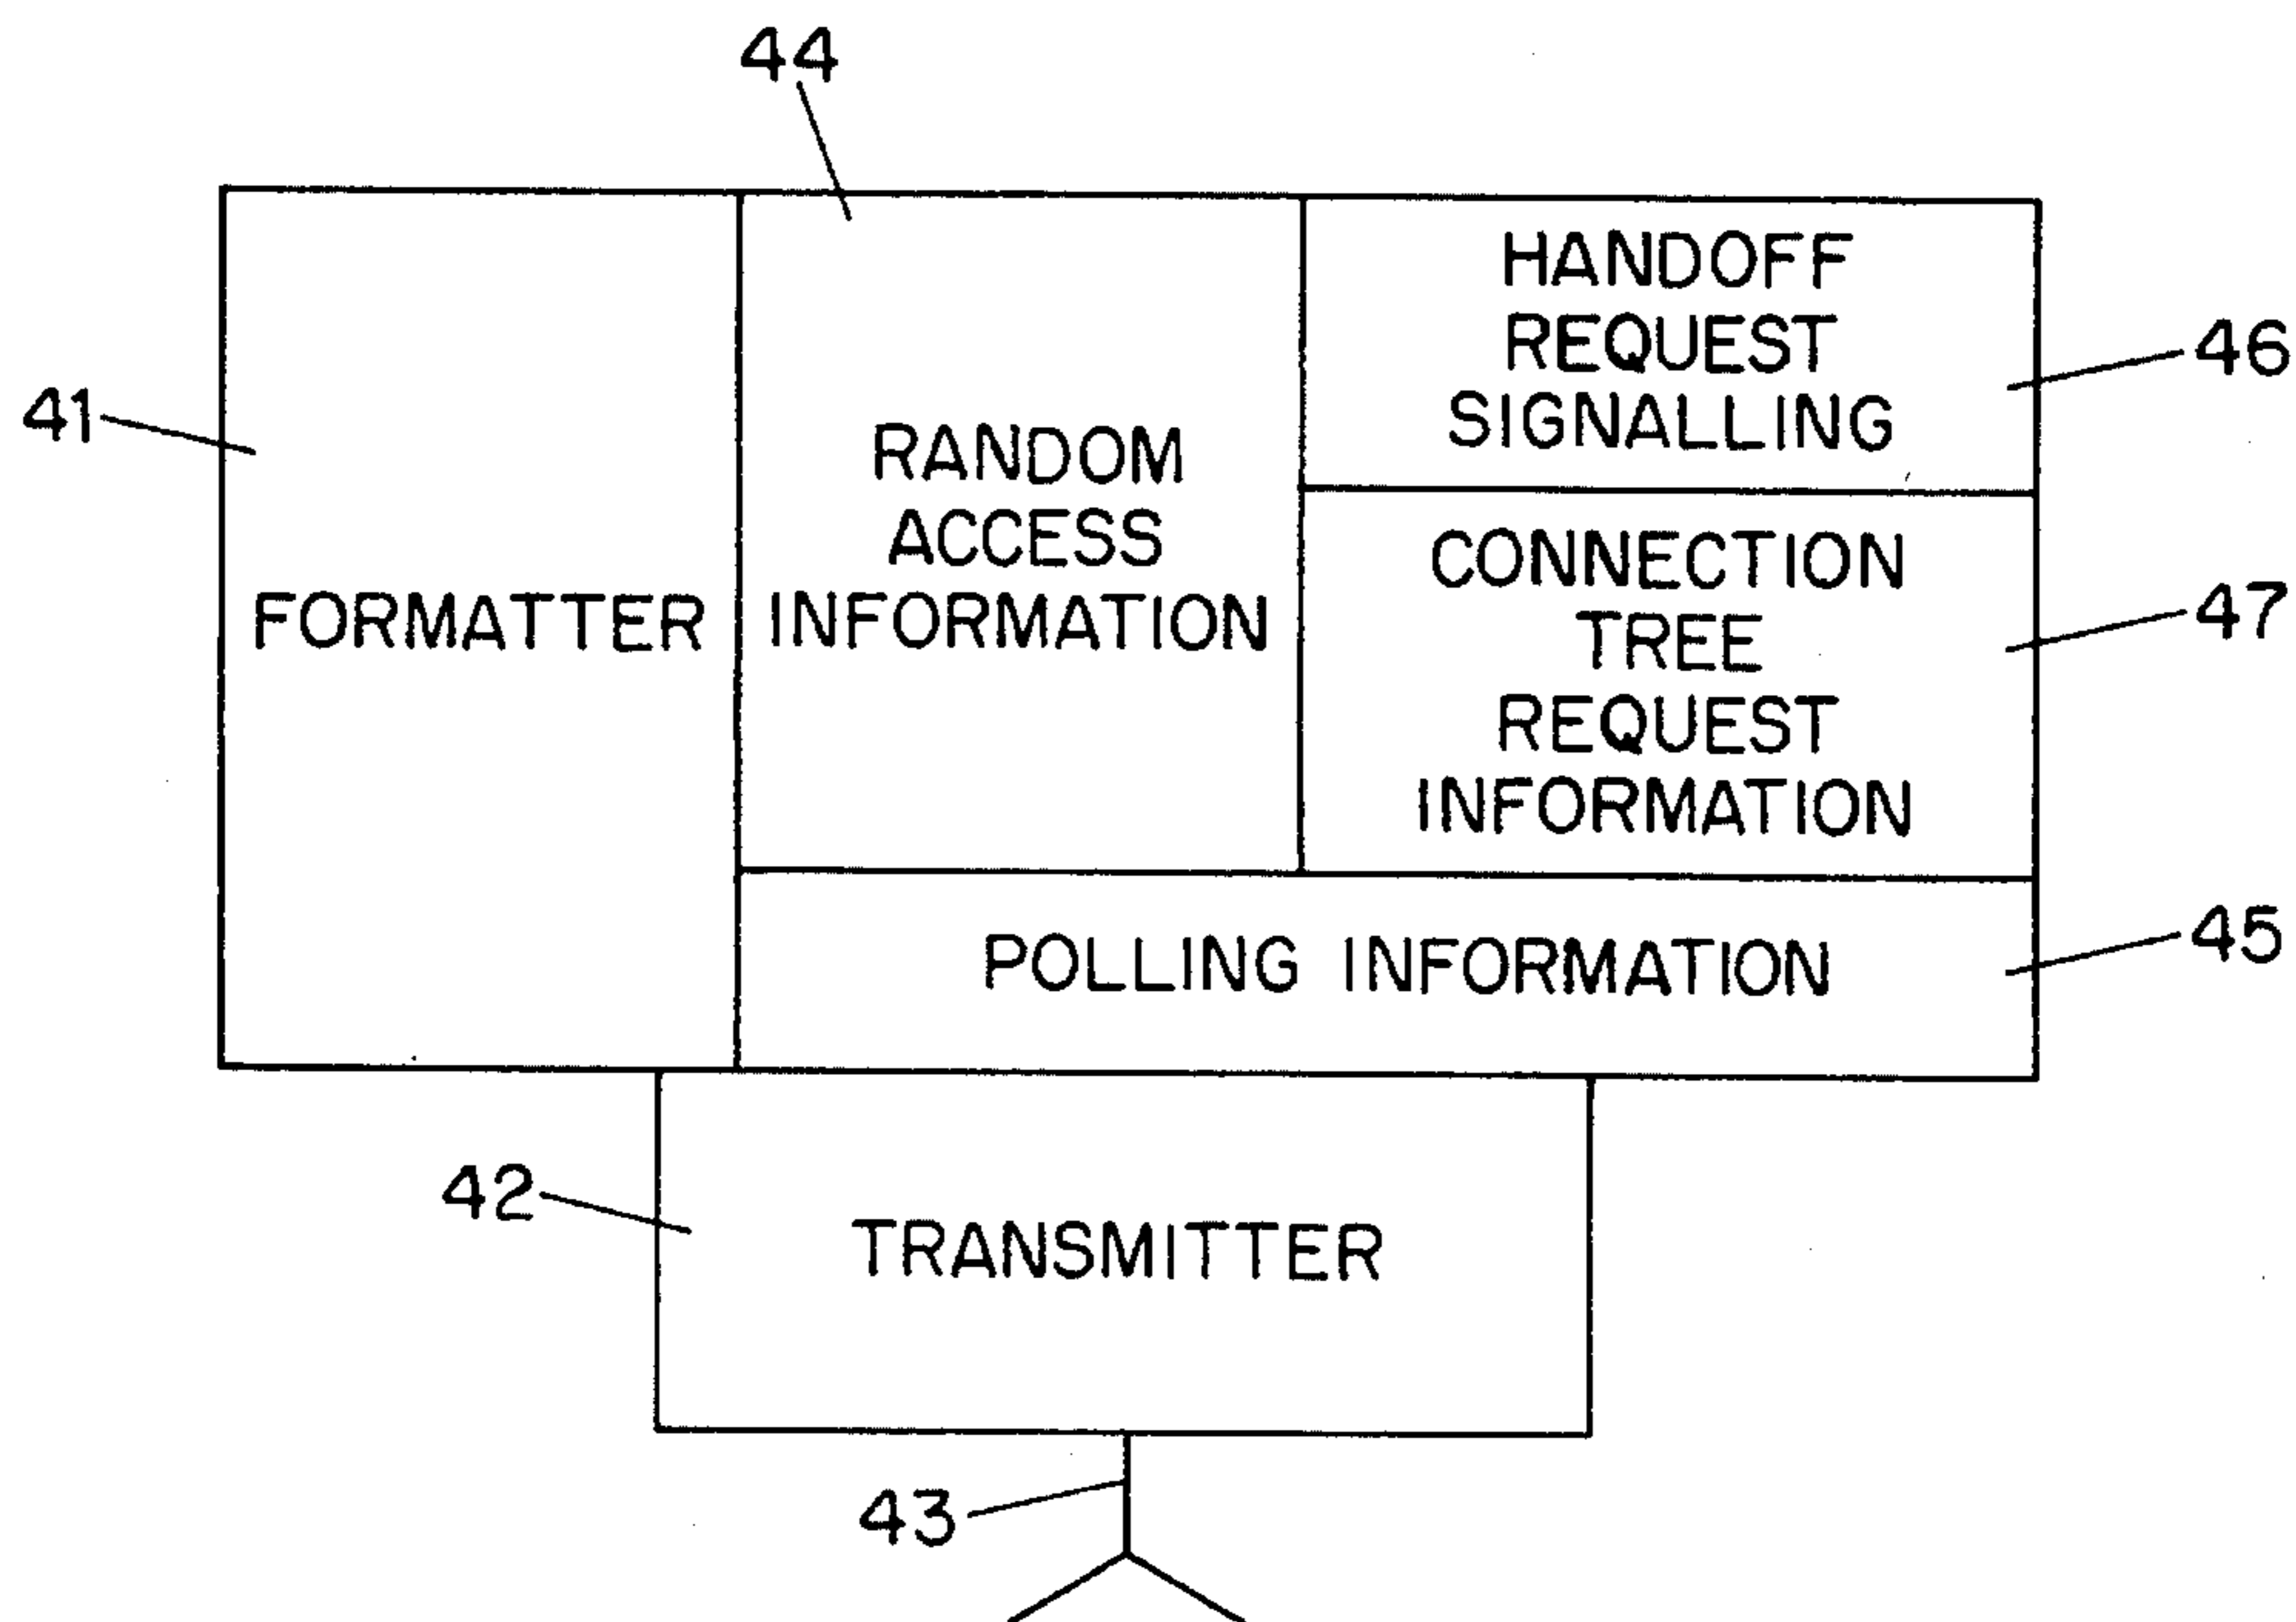 44
HANDOFF
REQUEST
SIGNALLING
46
41
RANDOM
ACCESS
INFORMATION
FORMATTER
CONNECTION
TREE
REQUEST
INFORMATION
47
POLLING INFORMATION
45
42
TRANSMITTER
43